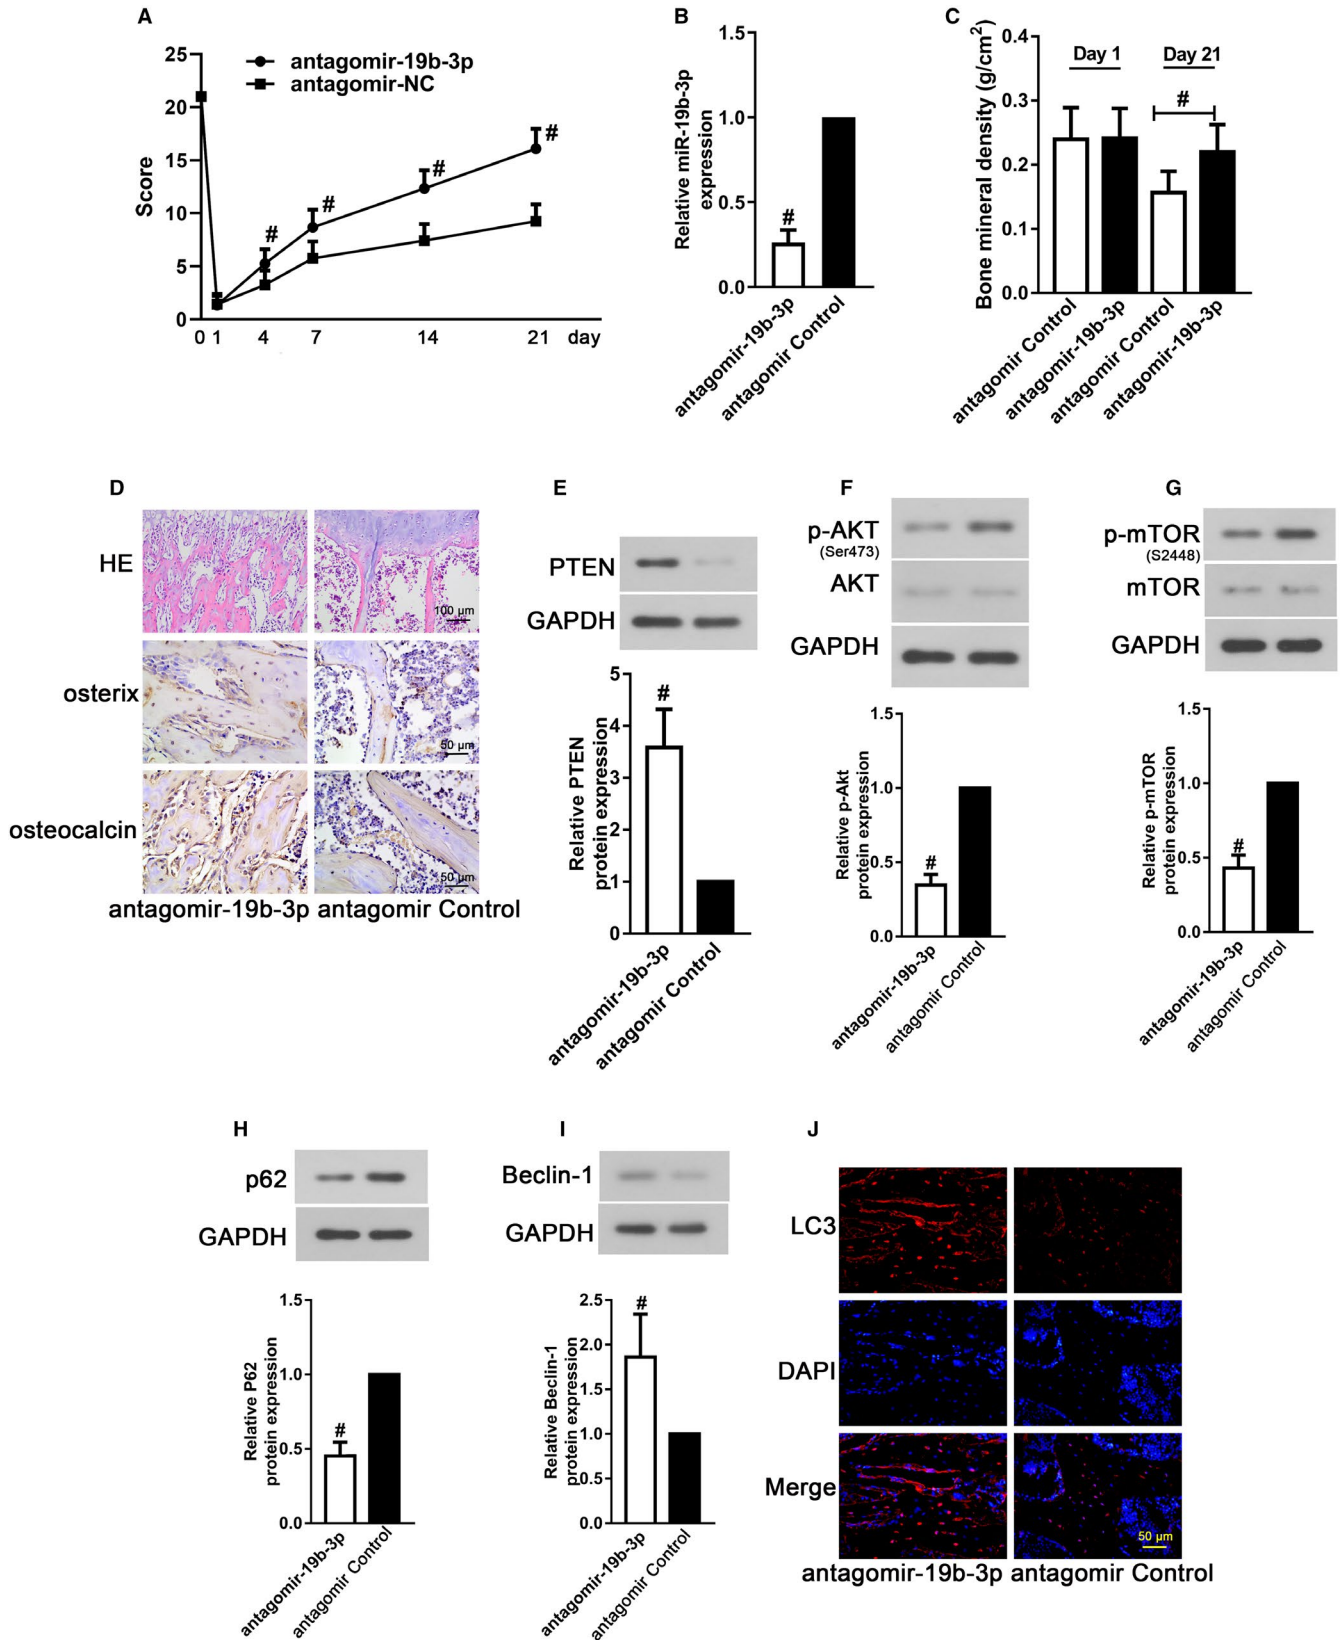 A
25
20
15
10
5
0
Score
antagomir-19b-3p
antagomir-NC
#
#
#
#
0 1 4 7 14 21 day
B
1.5
1.0
0.5
0.0
Relative miR-19b-3p
expression
#
antagomir-19b-3p
antagomir Control
C
0.4
0.3
0.2
0.1
0.0
Bone mineral density (g/cm2)
Day 1
Day 21
#
antagomir Control
antagomir-19b-3p
antagomir Control
antagomir-19b-3p
D
HE
100 μm
osterix
50 μm
osteocalcin
50 μm
antagomir-19b-3p antagomir Control
E
PTEN
GAPDH
5
4
3
2
1
0
Relative PTEN
protein expression
#
antagomir-19b-3p
antagomir Control
F
p-AKT
(Ser473)
AKT
GAPDH
1.5
1.0
0.5
0.0
Relative p-Akt
protein expression
#
antagomir-19b-3p
antagomir Control
G
p-mTOR
(S2448)
mTOR
GAPDH
1.5
1.0
0.5
0.0
Relative p-mTOR
protein expression
#
antagomir-19b-3p
antagomir Control
H
p62
GAPDH
1.5
1.0
0.5
0.0
Relative P62
protein expression
#
antagomir-19b-3p
antagomir Control
I
Beclin-1
GAPDH
2.5
2.0
1.5
1.0
0.5
0.0
Relative Beclin-1
protein expression
#
antagomir-19b-3p
antagomir Control
J
LC3
DAPI
Merge
50 μm
antagomir-19b-3p antagomir Control